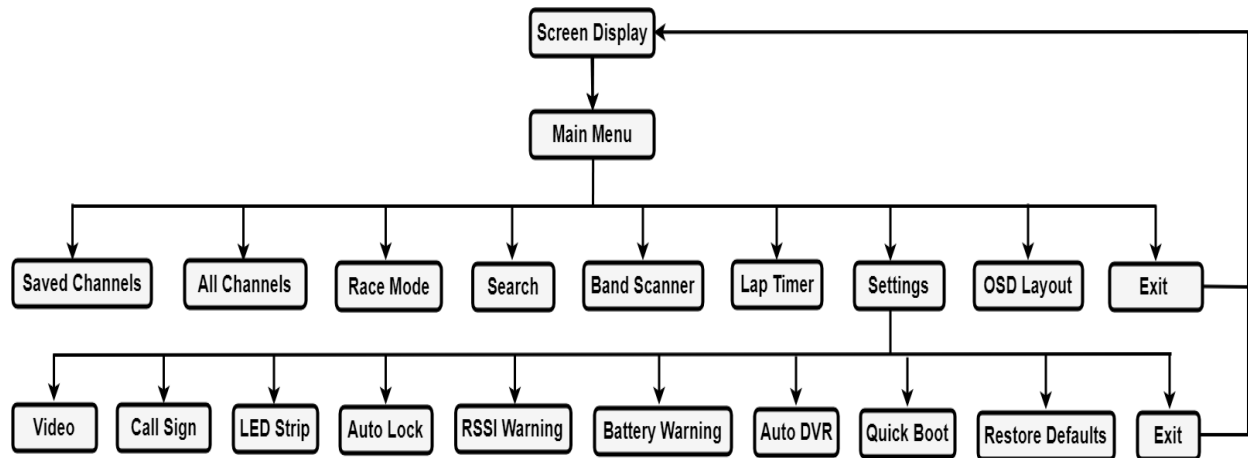 Screen Display
Main Menu
Saved Channels
All Channels
Race Mode
Search
Band Scanner
Lap Timer
Settings
OSD Layout
Exit
Video
Call Sign
LED Strip
Auto Lock
RSSI Warning
Battery Warning
Auto DVR
Quick Boot
Restore Defaults
Exit